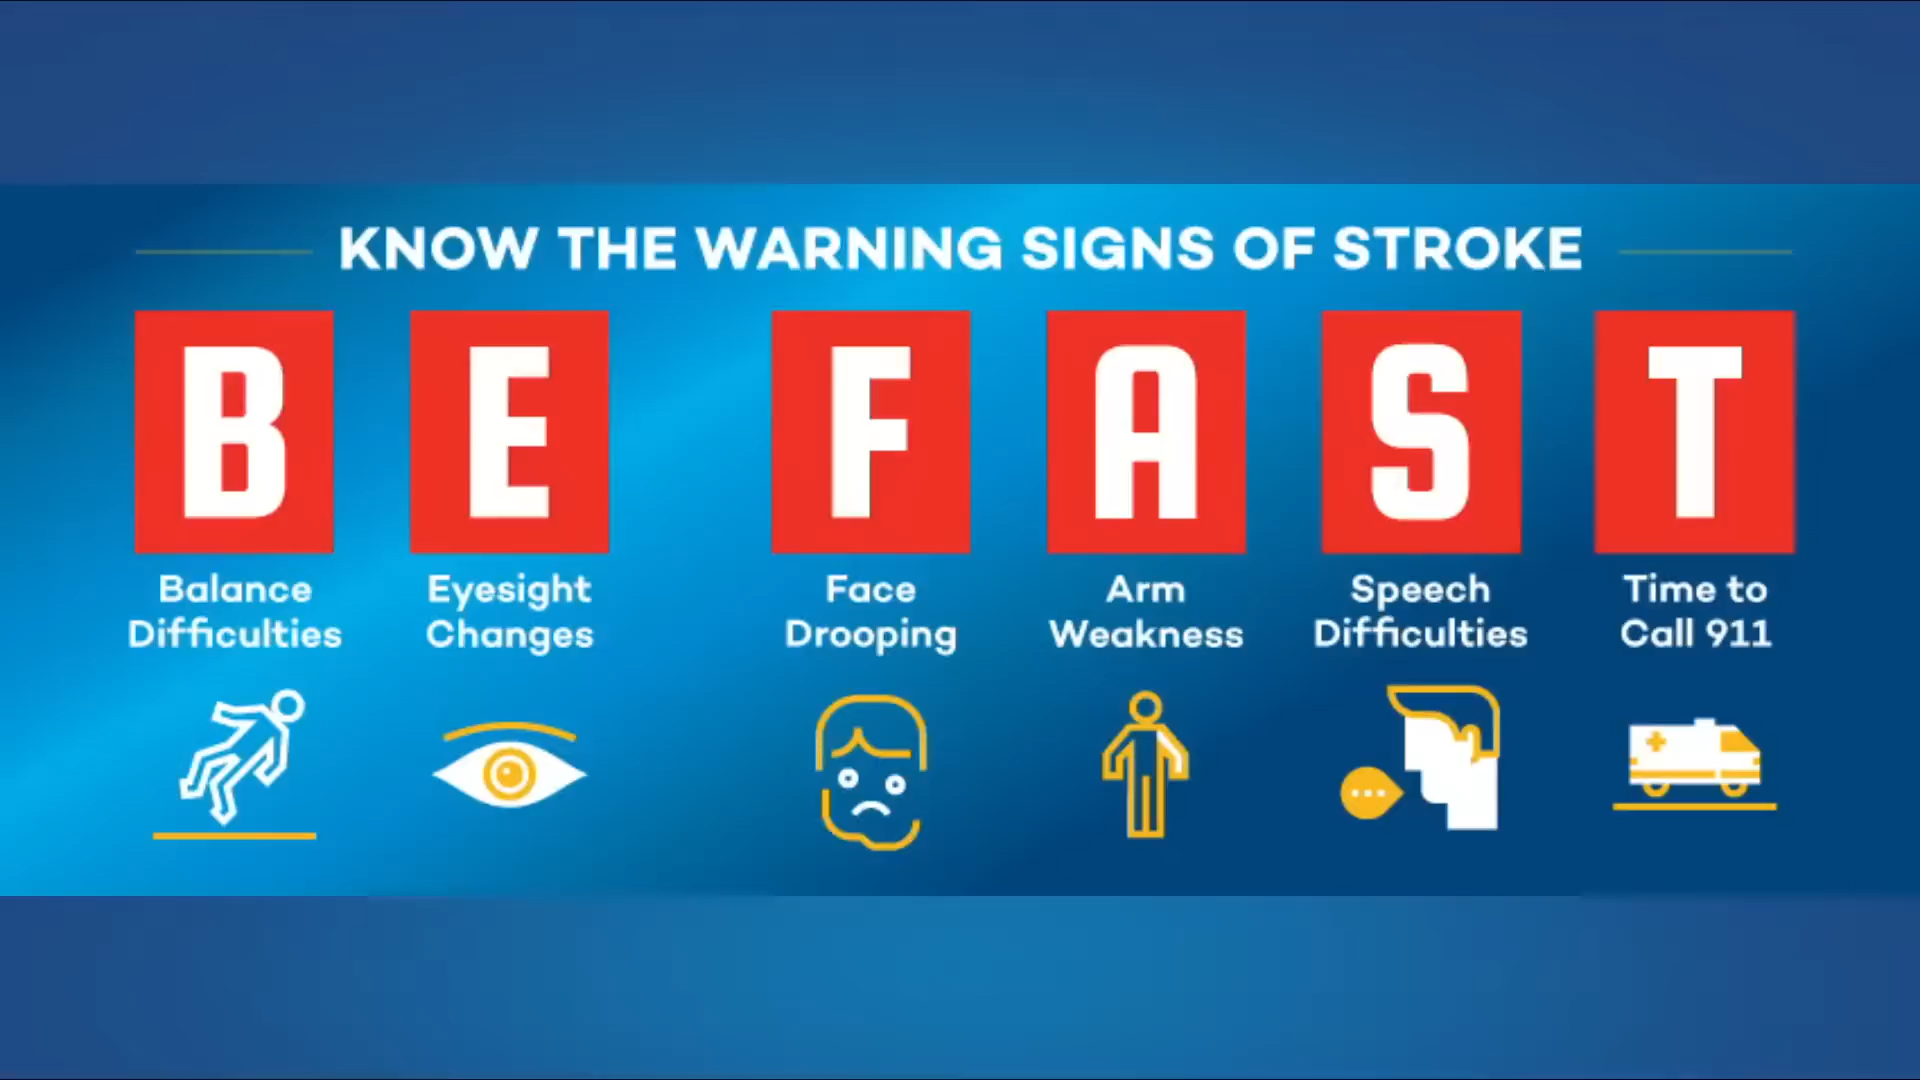 KNOW THE WARNING SIGNS OF STROKE
B E F A S T
Balance Difficulties
Eyesight Changes
Face Drooping
Arm Weakness
Speech Difficulties
Time to Call 911